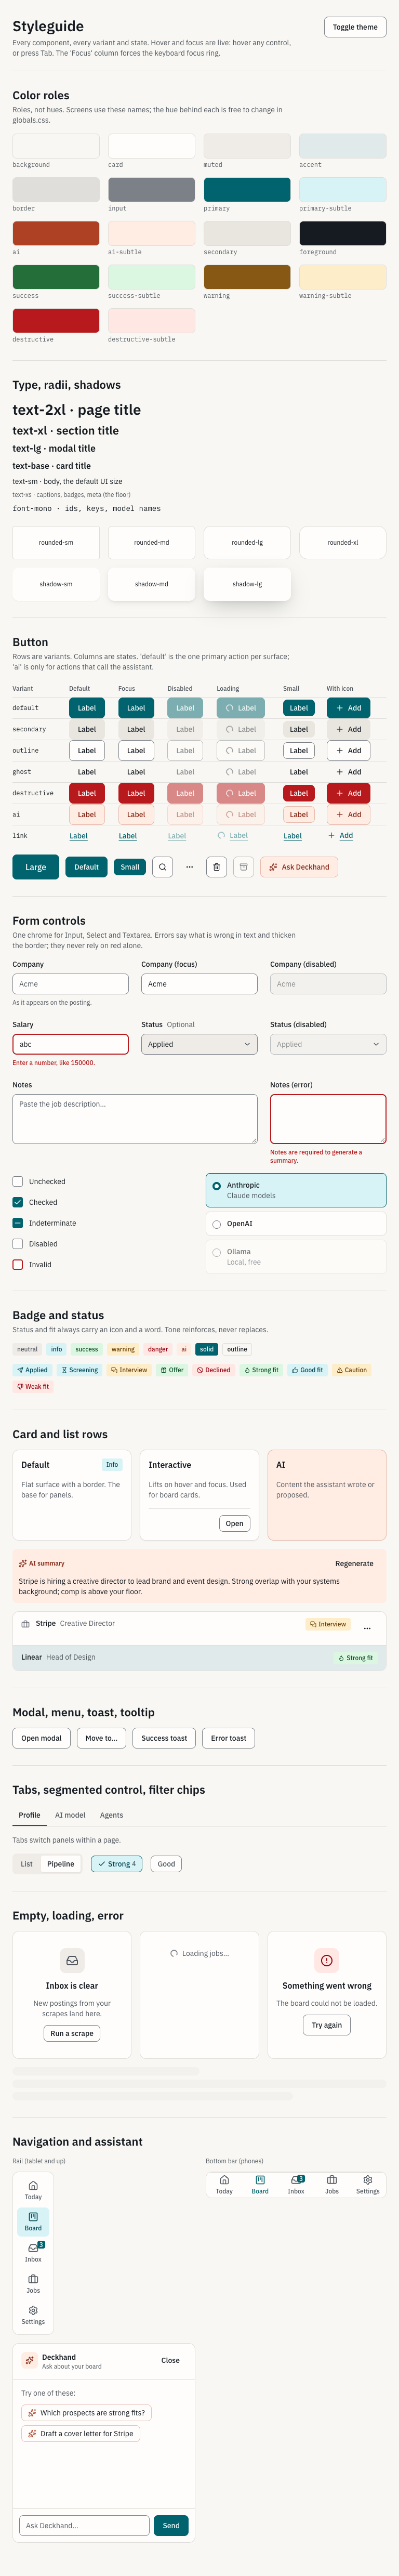 Styleguide
Toggle theme
Every component, every variant and state. Hover and focus are live: hover any control,
or press Tab. The 'Focus' column forces the keyboard focus ring.
Color roles
Roles, not hues. Screens use these names; the hue behind each is free to change in
globals.css.
background card muted accent
border input primary primary-subtle
ai ai-subtle secondary foreground
success success-subtle warning warning-subtle
destructive destructive-subtle
Type, radii, shadows
text-2xl · page title
text-xl · section title
text-lg · modal title
text-base · card title
text-sm · body, the default UI size
text-xs · captions, badges, meta (the floor)
font-mono · ids, keys, model names
rounded-sm rounded-md rounded-lg rounded-xl
shadow-sm shadow-md shadow-lg
Button
Rows are variants. Columns are states. 'default' is the one primary action per surface;
'ai' is only for actions that call the assistant.
Variant Default Focus Disabled Loading Small With icon
default Label Label Label Label Label Add
secondary Label Label Label Label Label Add
outline Label Label Label Label Label Add
ghost Label Label Label Label Label Add
destructive Label Label Label Label Label Add
ai Label Label Label Label Label Add
link Label Label Label Label Label Add
Large Default Small Ask Deckhand
Form controls
One chrome for Input, Select and Textarea. Errors say what is wrong in text and thicken
the border; they never rely on red alone.
Company Company (focus) Company (disabled)
Acme Acme Acme
As it appears on the posting.
Salary Status Optional Status (disabled)
abc Applied Applied
Enter a number, like 150000.
Notes Notes (error)
Paste the job description...
Notes are required to generate a
summary.
Unchecked
Checked
Indeterminate
Disabled
Invalid
Anthropic
Claude models
OpenAI
Ollama
Local, free
Badge and status
Status and fit always carry an icon and a word. Tone reinforces, never replaces.
neutral info success warning danger ai solid outline
Applied Screening Interview Offer Declined Strong fit Good fit Caution
Weak fit
Card and list rows
Default Info
Flat surface with a border. The
base for panels.
Interactive
Lifts on hover and focus. Used
for board cards.
Open
AI
Content the assistant wrote or
proposed.
AI summary Regenerate
Stripe is hiring a creative director to lead brand and event design. Strong overlap with your systems
background; comp is above your floor.
Stripe Creative Director Interview
Linear Head of Design Strong fit
Modal, menu, toast, tooltip
Open modal Move to... Success toast Error toast
Tabs, segmented control, filter chips
Profile AI model Agents
Tabs switch panels within a page.
List Pipeline Strong 4 Good
Empty, loading, error
Inbox is clear
New postings from your
scrapes land here.
Run a scrape
Loading jobs...
Something went wrong
The board could not be loaded.
Try again
Navigation and assistant
Rail (tablet and up)
Today
Board
3
Inbox
Jobs
Settings
Bottom bar (phones)
3
Today Board Inbox Jobs Settings
Deckhand
Ask about your board
Close
Try one of these:
Which prospects are strong fits?
Draft a cover letter for Stripe
Ask Deckhand... Send